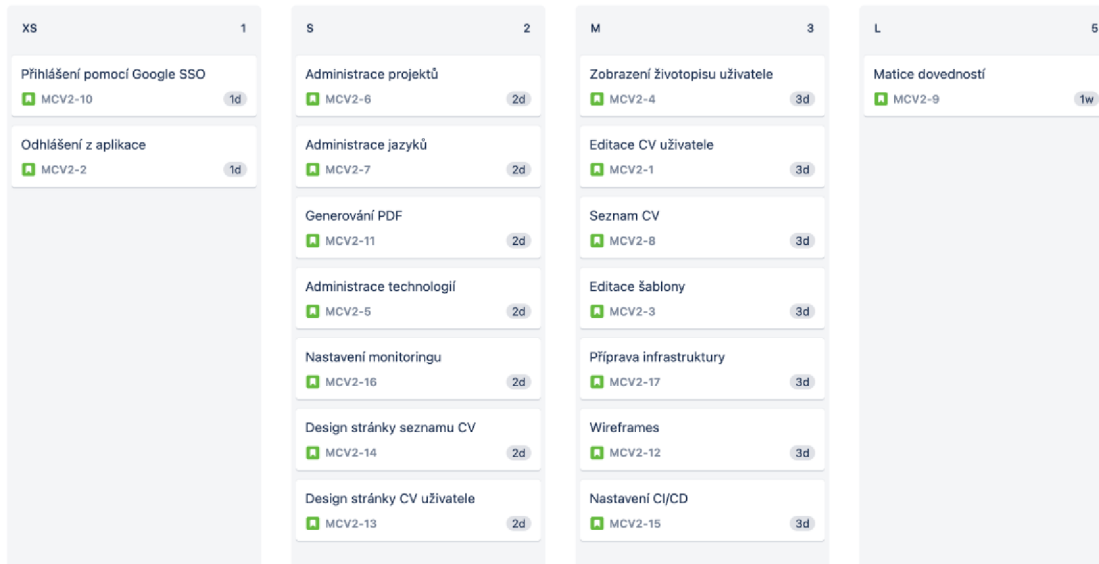 XS 1
Přihlášení pomocí Google SSO
MCV2-10 1d
Odhlášení z aplikace
MCV2-2 1d
S 2
Administrace projektů
MCV2-6 2d
Administrace jazyků
MCV2-7 2d
Generování PDF
MCV2-11 2d
Administrace technologií
MCV2-5 2d
Nastavení monitoringu
MCV2-16 2d
Design stránky seznamu CV
MCV2-14 2d
Design stránky CV uživatele
MCV2-13 2d
M 3
Zobrazení životopisu uživatele
MCV2-4 3d
Editace CV uživatele
MCV2-1 3d
Seznam CV
MCV2-8 3d
Editace šablony
MCV2-3 3d
Příprava infrastruktury
MCV2-17 3d
Wireframes
MCV2-12 3d
Nastavení CI/CD
MCV2-15 3d
L 5
Matice dovedností
MCV2-9 1w